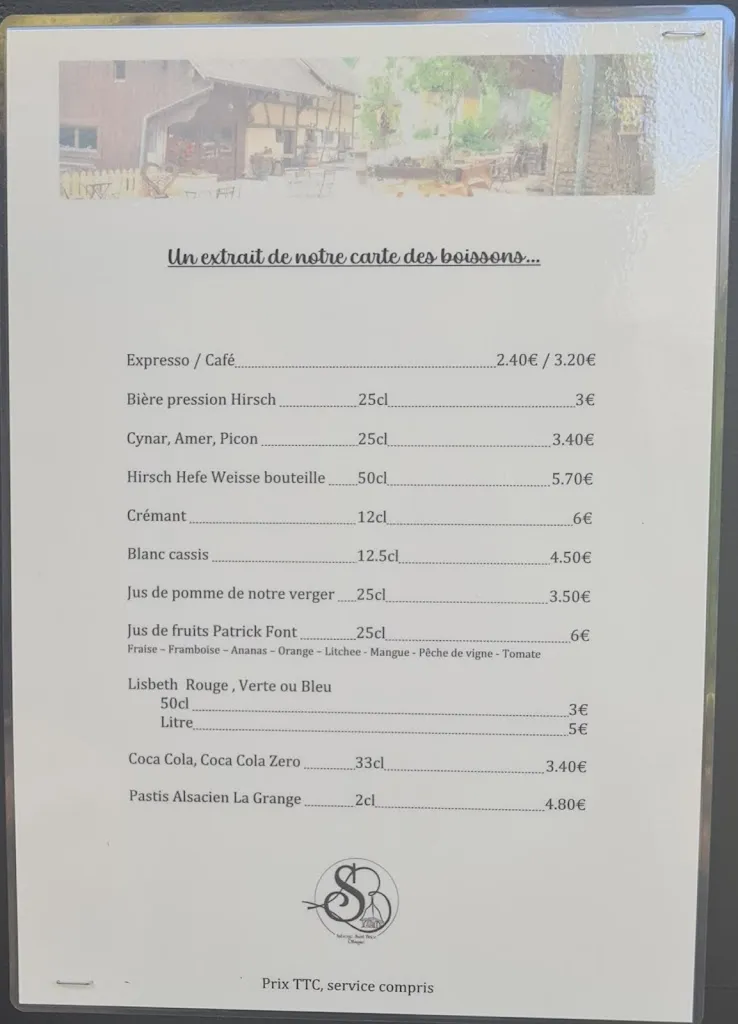 Un extrait de notre carte des boissons...
Expresso / Café 2.40€ / 3.20€
Bière pression Hirsch 25cl 3€
Cynar, Amer, Picon 25cl 3.40€
Hirsch Hefe Weisse bouteille 50cl 5.70€
Crémant 12cl 6€
Blanc cassis 12.5cl 4.50€
Jus de pomme de notre verger 25cl 3.50€
Jus de fruits Patrick Font 25cl 6€
Fraise – Framboise – Ananas – Orange – Litchee - Mangue - Pêche de vigne - Tomate
Lisbeth Rouge , Verte ou Bleu
50cl 3€
Litre 5€
Coca Cola, Coca Cola Zero 33cl 3.40€
Pastis Alsacien La Grange 2cl 4.80€
SB
Prix TTC, service compris